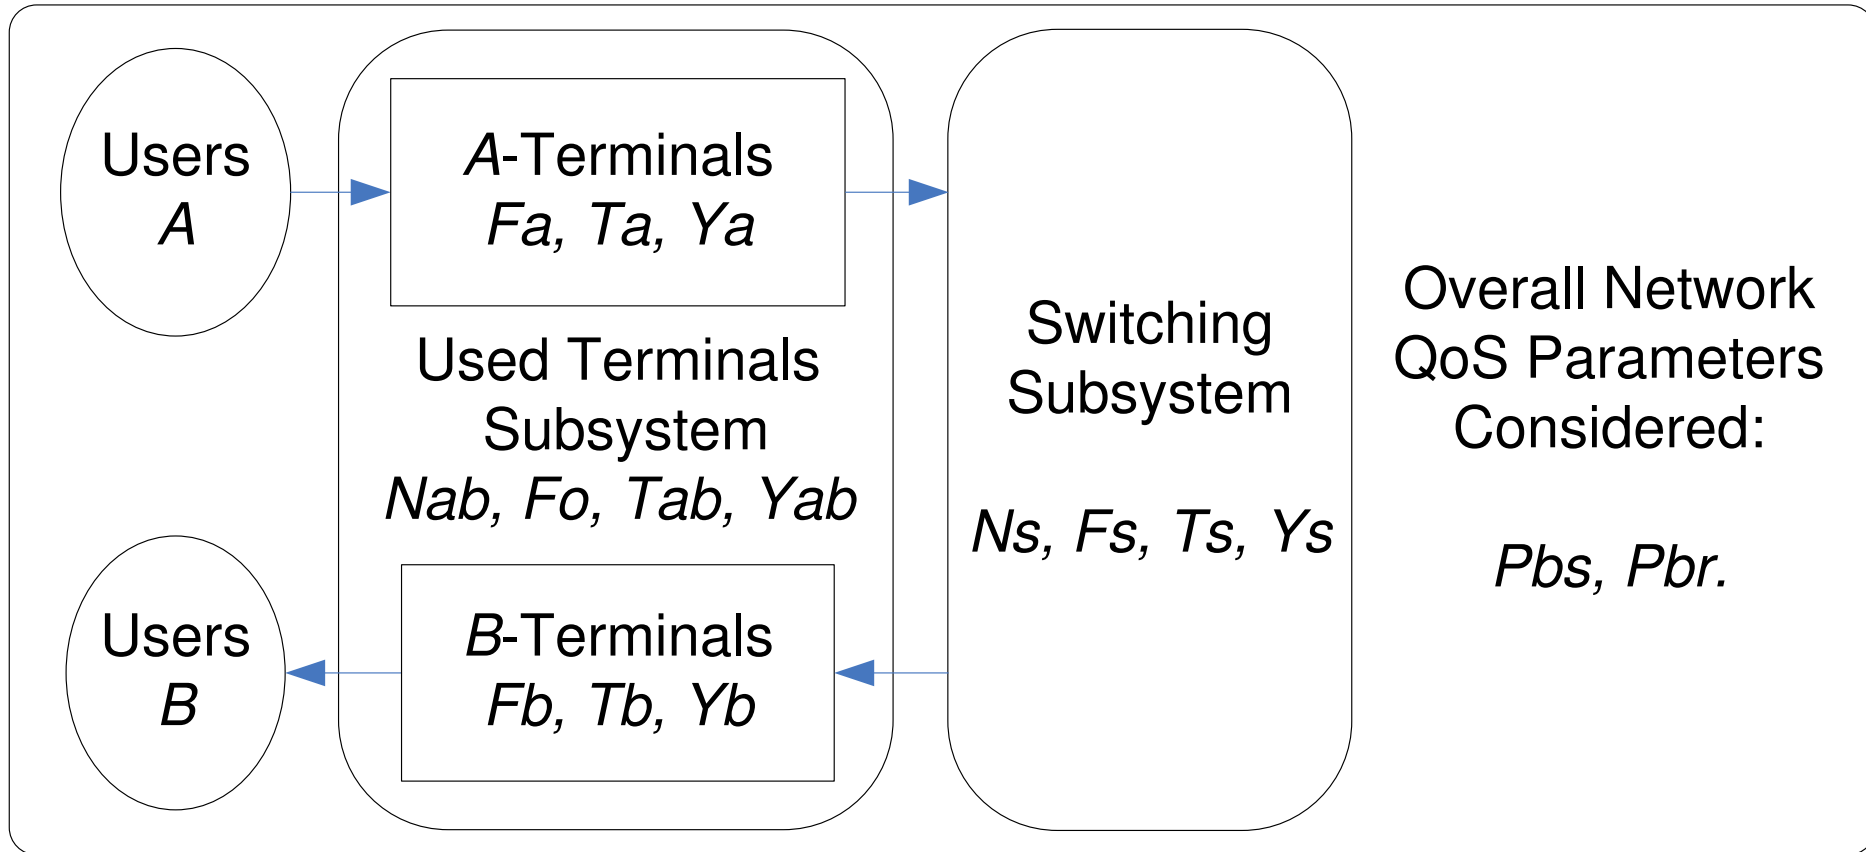 Users
A
A-Terminals
Fa, Ta, Ya
Used Terminals
Subsystem
Nab, Fo, Tab, Yab
Users
B
B-Terminals
Fb, Tb, Yb
Switching
Subsystem
Ns, Fs, Ts, Ys
Overall Network
QoS Parameters
Considered:
Pbs, Pbr.